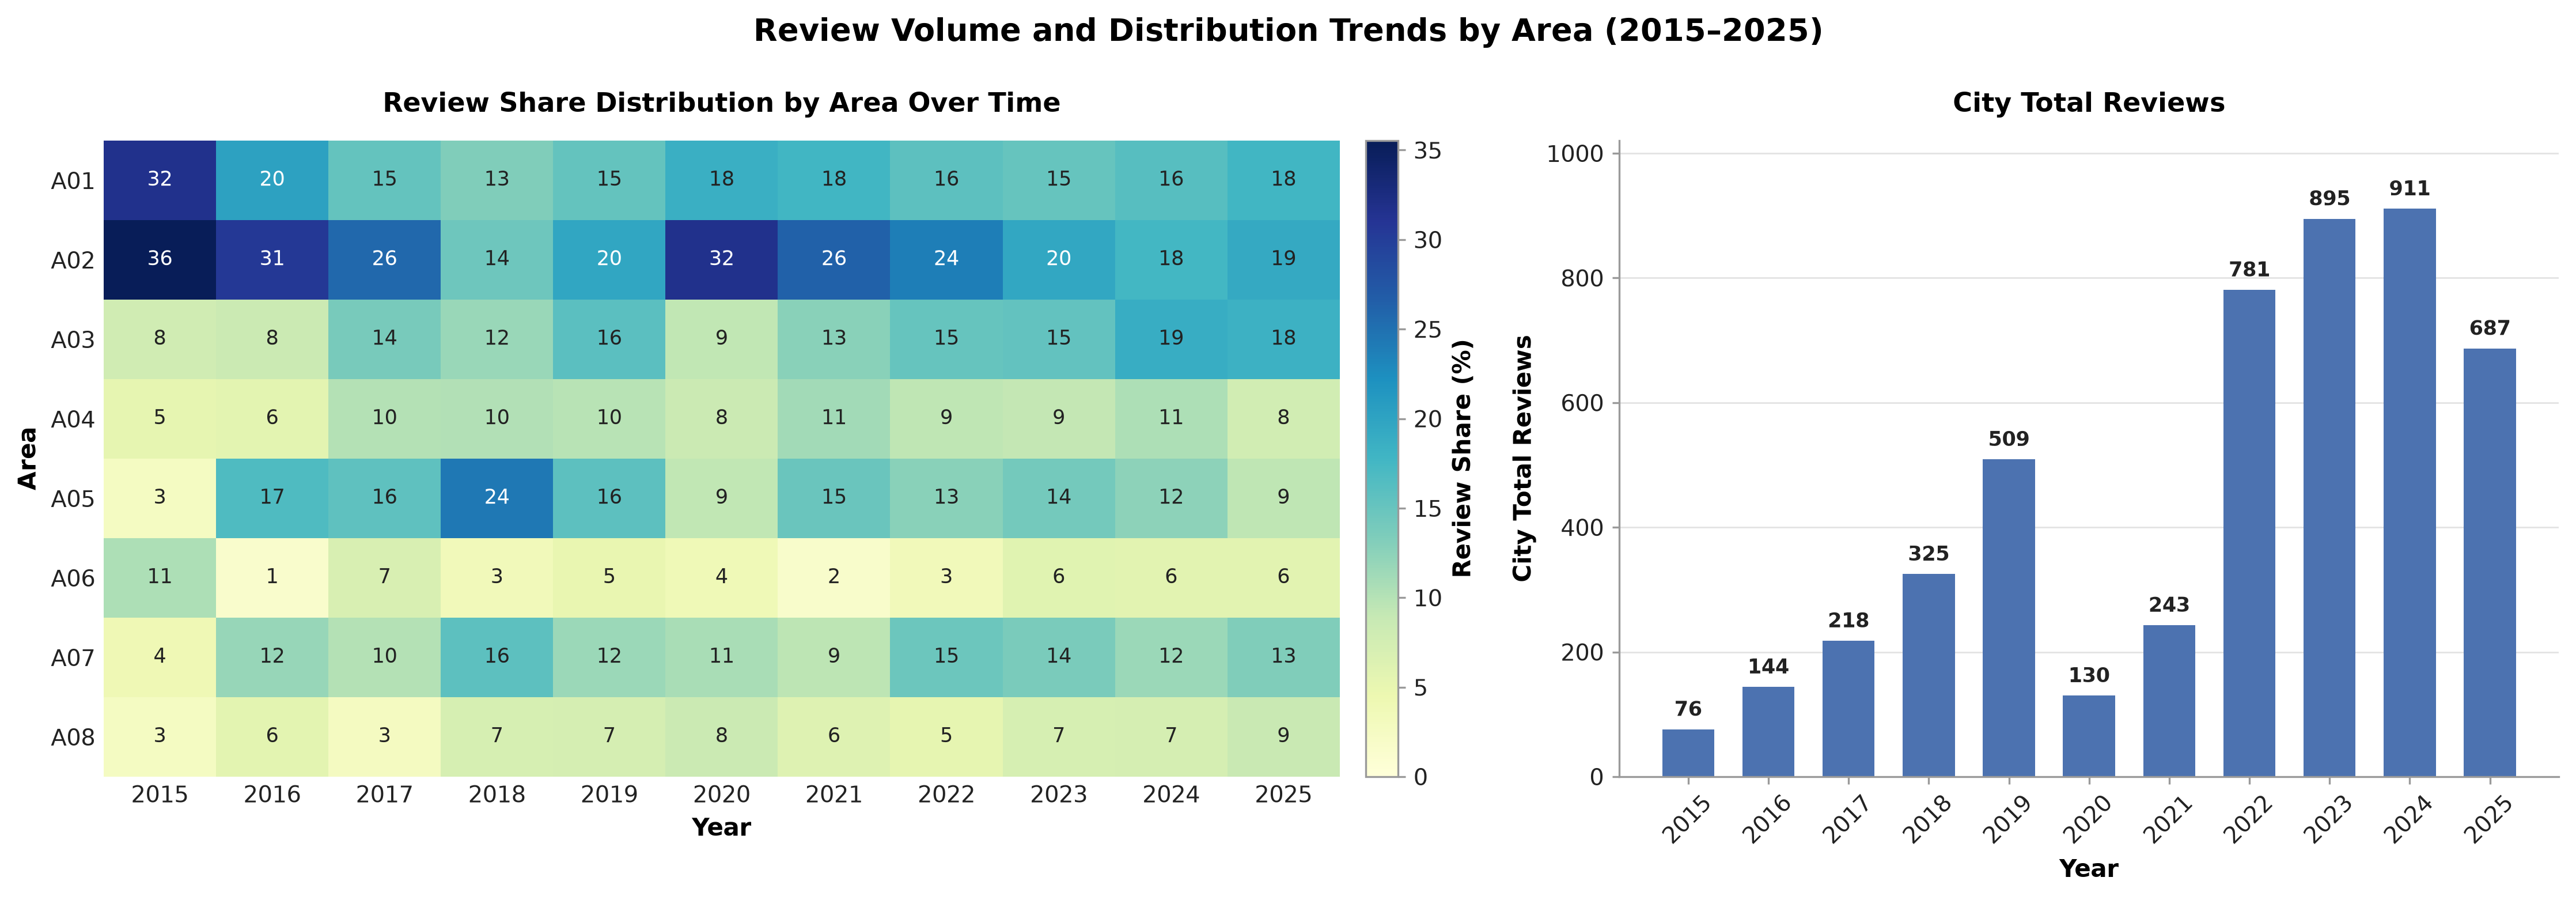 Review Volume and Distribution Trends by Area (2015–2025)
Review Share Distribution by Area Over Time
Area
A01 32 20 15 13 15 18 18 16 15 16 18
A02 36 31 26 14 20 32 26 24 20 18 19
A03 8 8 14 12 16 9 13 15 15 19 18
A04 5 6 10 10 10 8 11 9 9 11 8
A05 3 17 16 24 16 9 15 13 14 12 9
A06 11 1 7 3 5 4 2 3 6 6 6
A07 4 12 10 16 12 11 9 15 14 12 13
A08 3 6 3 7 7 8 6 5 7 7 9
2015 2016 2017 2018 2019 2020 2021 2022 2023 2024 2025
Year
35
30
25
20
15
10
5
0
Review Share (%)
City Total Reviews
City Total Reviews
1000
800
600
400
200
0
76 144 218 325 509 130 243 781 895 911 687
2015 2016 2017 2018 2019 2020 2021 2022 2023 2024 2025
Year